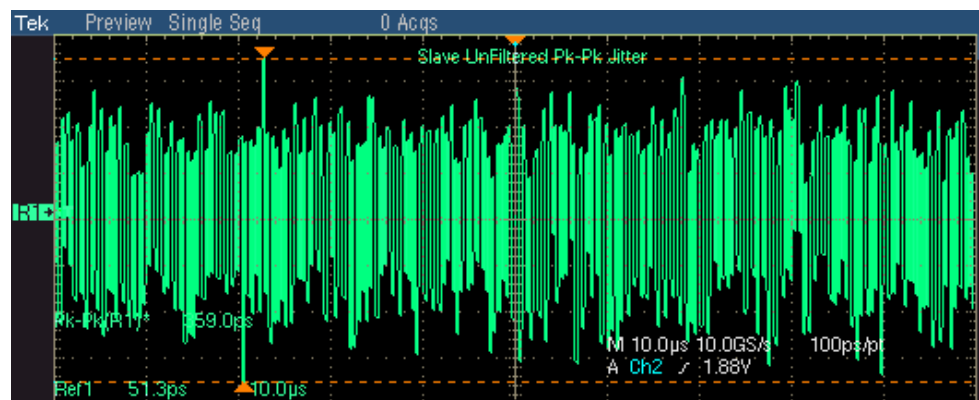 Tek Preview Single Seq 0 Acqs
Slave UnFiltered Pk-Pk Jitter
R1
Pk-Pk(R1)* 359.0ps
M 10.0µs 10.0GS/s 100ps/pt
A Ch2 1.88V
Ref1 51.3ps 10.0µs